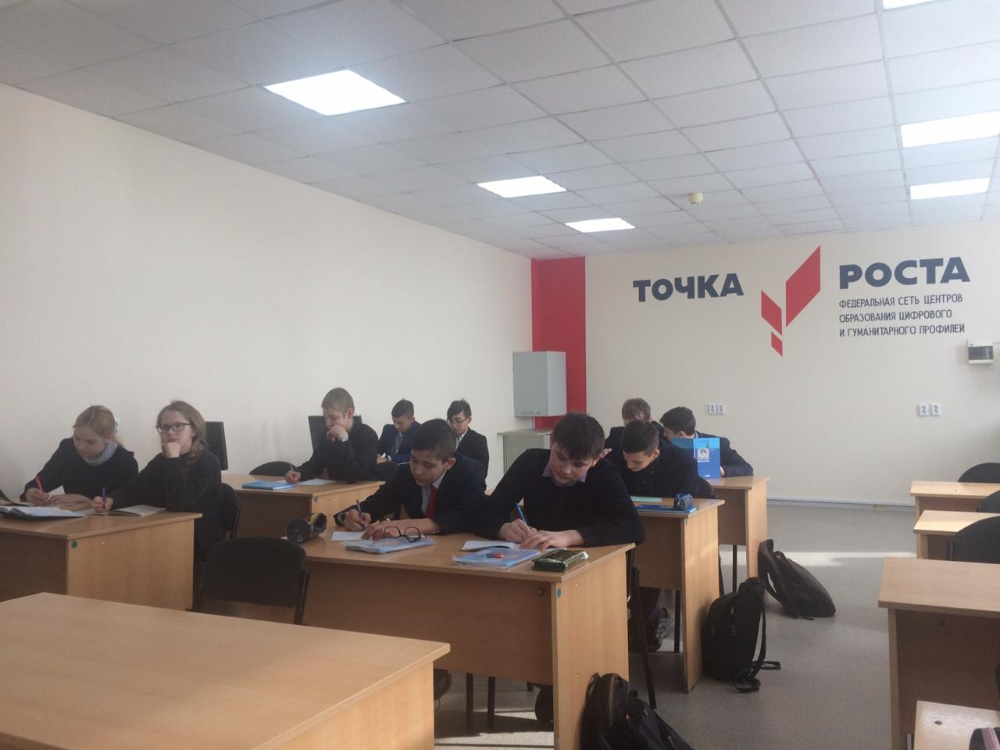 ТОЧКА РОСТА
ФЕДЕРАЛЬНАЯ СЕТЬ ЦЕНТРОВ
ОБРАЗОВАНИЯ ЦИФРОВОГО
И ГУМАНИТАРНОГО ПРОФИЛЕЙ